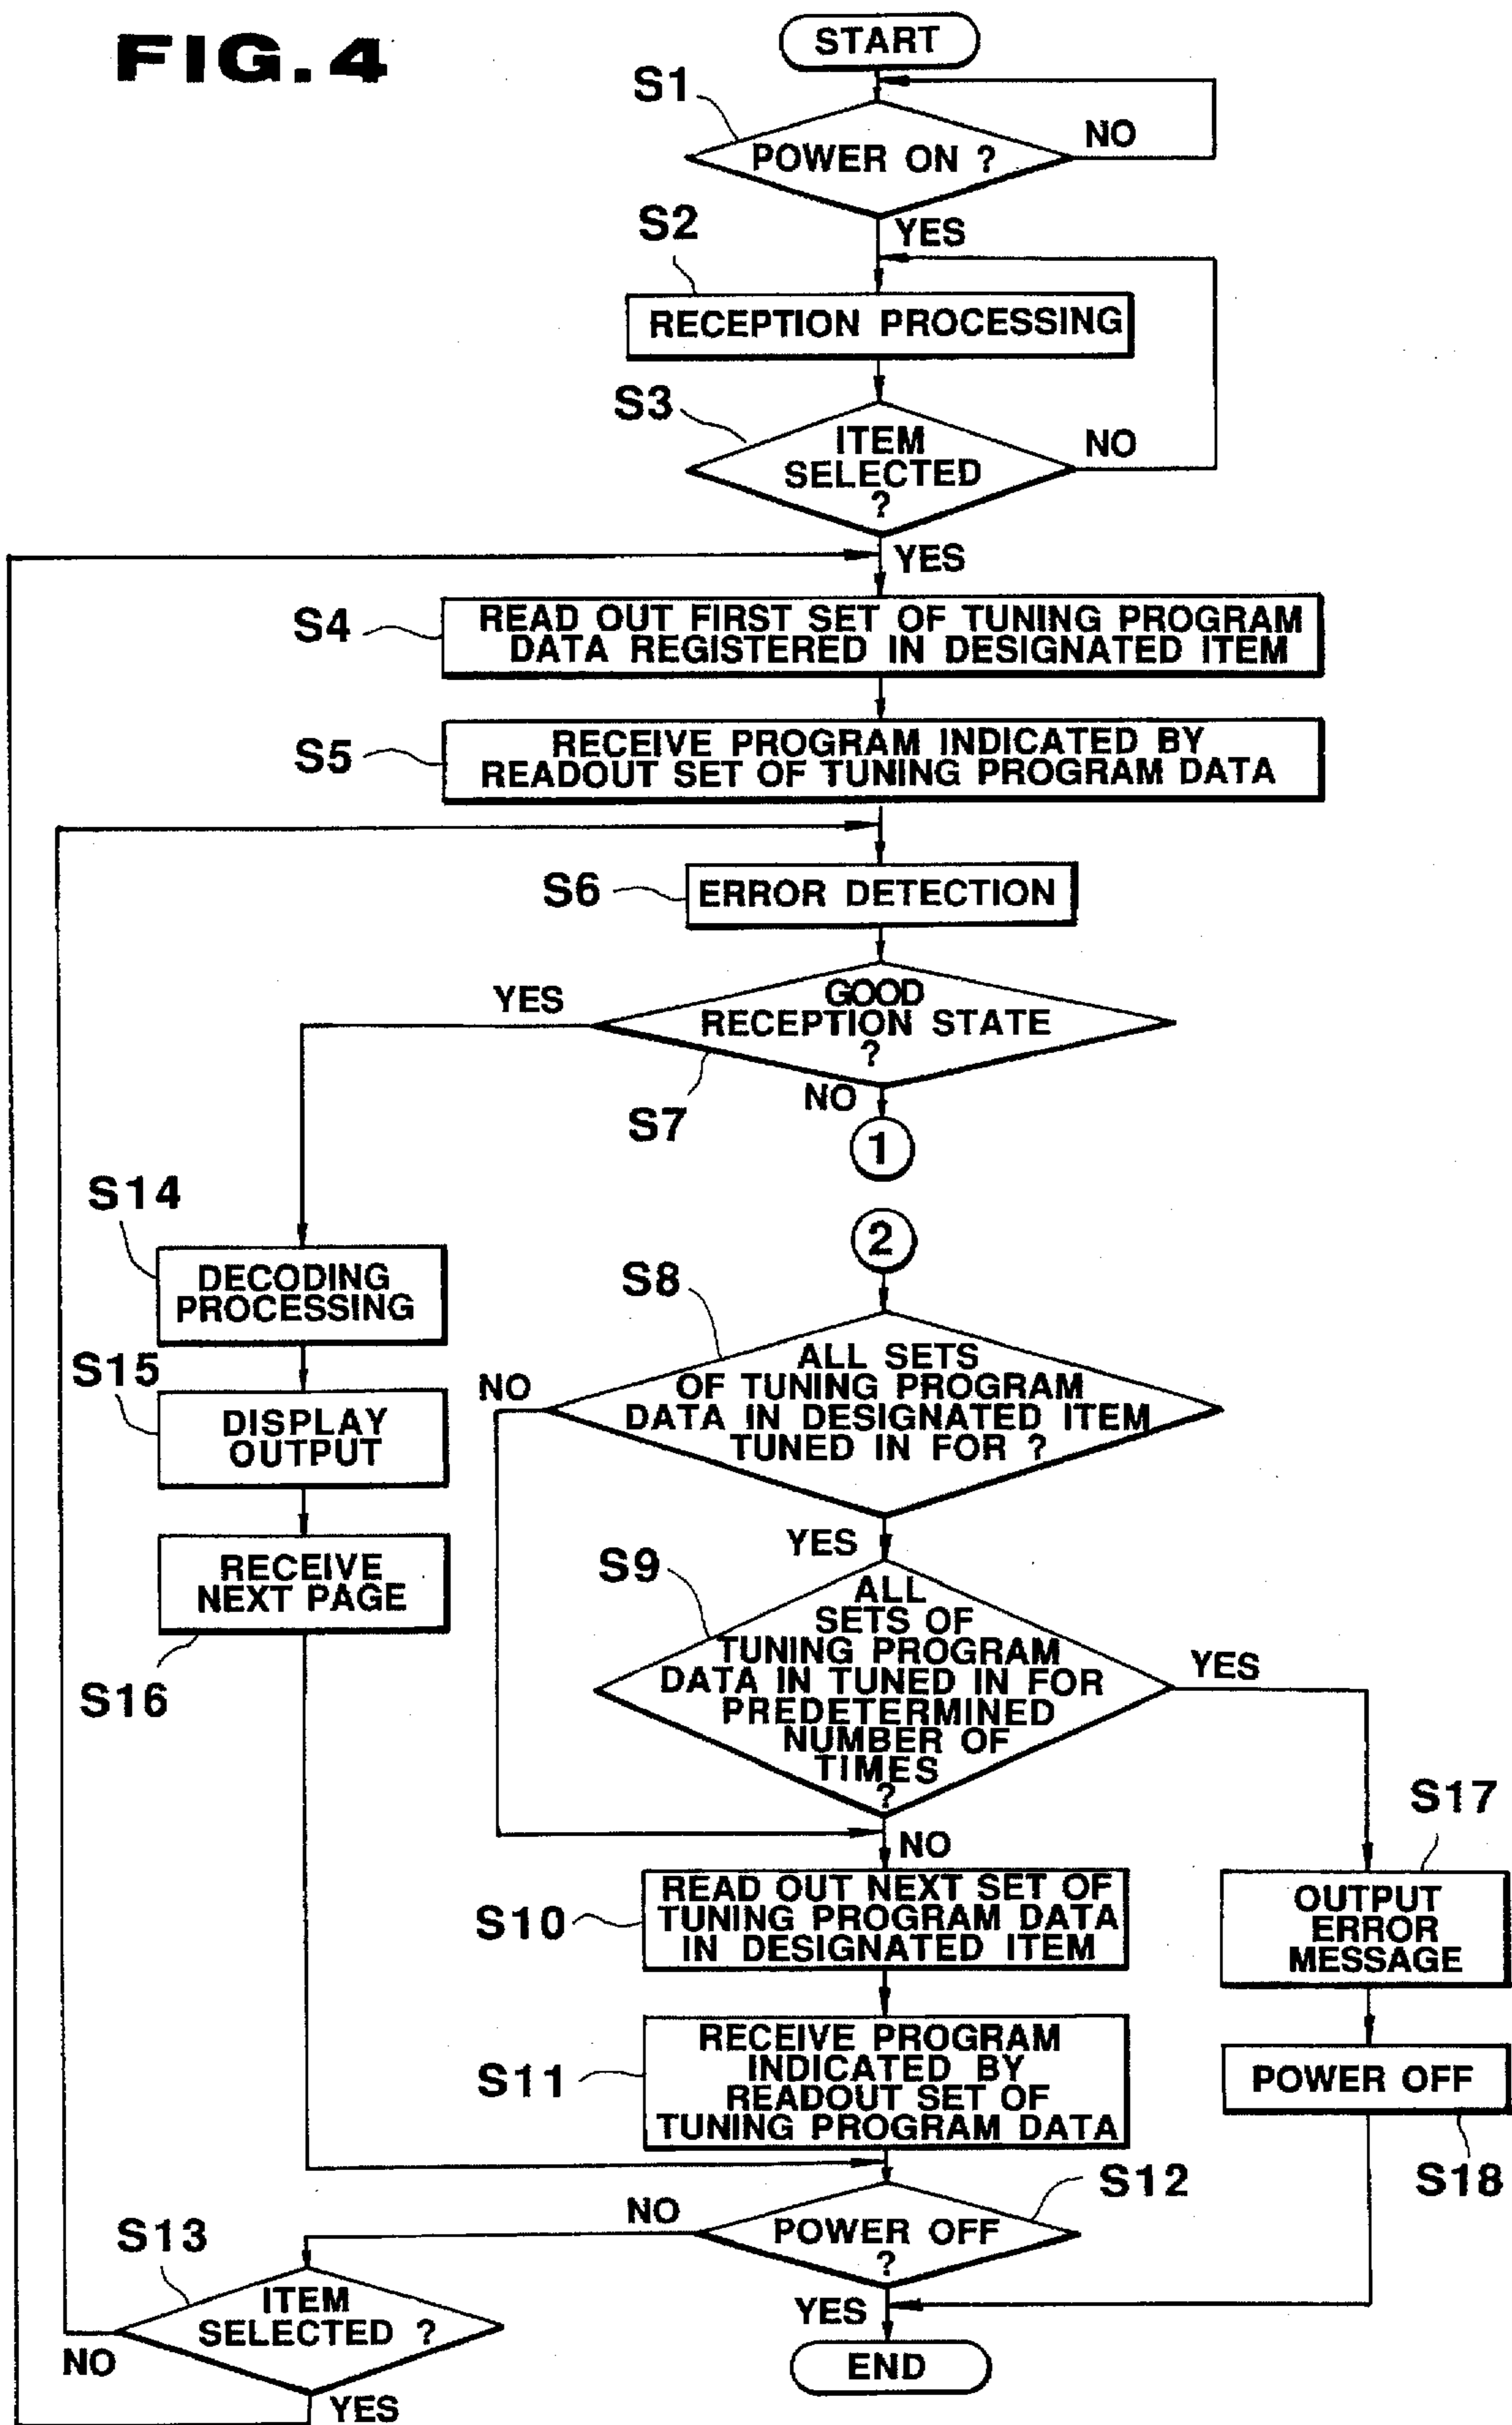 FIG. 4
START
S1
POWER ON ?
NO
YES
S2
RECEPTION PROCESSING
S3
ITEM
SELECTED
?
NO
YES
S4
READ OUT FIRST SET OF TUNING PROGRAM
DATA REGISTERED IN DESIGNATED ITEM
S5
RECEIVE PROGRAM INDICATED BY
READOUT SET OF TUNING PROGRAM DATA
S6
ERROR DETECTION
YES
GOOD
RECEPTION STATE
?
S7
NO
1
2
S14
DECODING
PROCESSING
S15
DISPLAY
OUTPUT
RECEIVE
NEXT PAGE
S16
S8
ALL SETS
OF TUNING PROGRAM
DATA IN DESIGNATED ITEM
TUNED IN FOR ?
NO
YES
S9
ALL
SETS OF
TUNING PROGRAM
DATA IN TUNED IN FOR
PREDETERMINED
NUMBER OF
TIMES
?
YES
NO
S10
READ OUT NEXT SET OF
TUNING PROGRAM DATA
IN DESIGNATED ITEM
S11
RECEIVE PROGRAM
INDICATED BY
READOUT SET OF
TUNING PROGRAM DATA
S17
OUTPUT
ERROR
MESSAGE
POWER OFF
S18
S12
NO
POWER OFF
?
YES
END
S13
ITEM
SELECTED ?
NO
YES